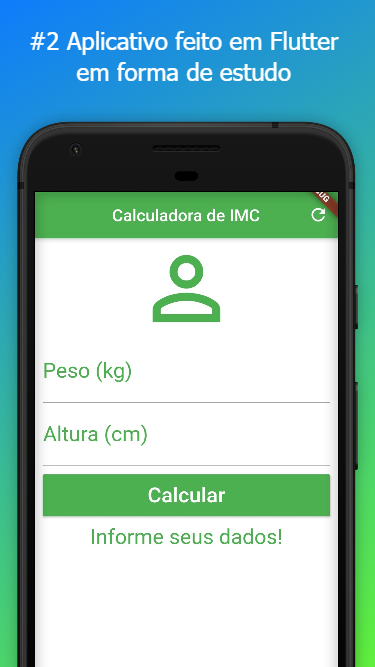 #2 Aplicativo feito em Flutter
em forma de estudo
Calculadora de IMC
Peso (kg)
Altura (cm)
Calcular
Informe seus dados!